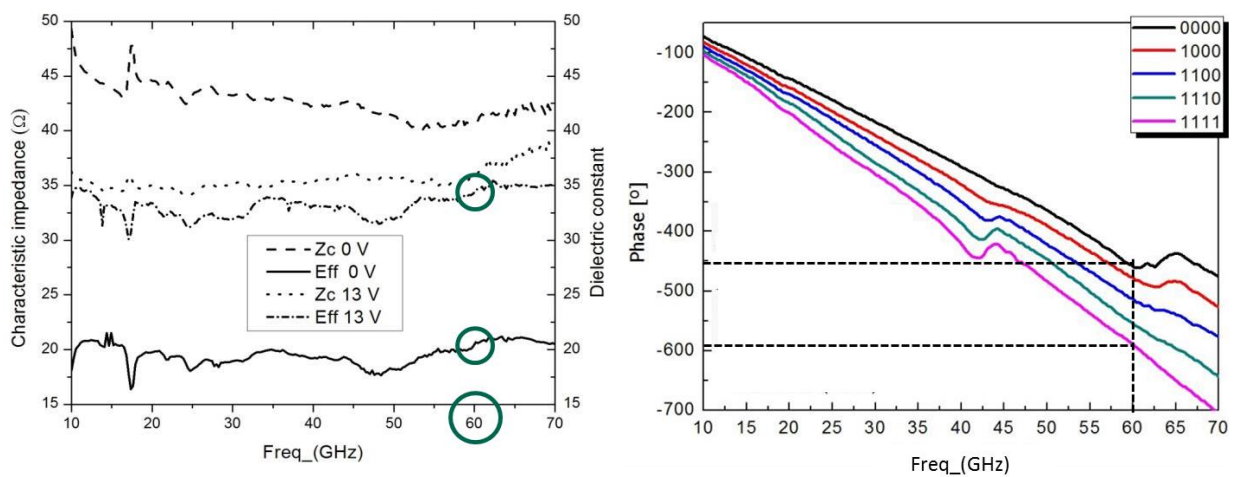 50
45
40
35
30
25
20
15
Characteristic impedance (Ω)
50
45
40
35
30
25
20
15
Dielectric constant
Zc 0 V
Eff 0 V
Zc 13 V
Eff 13 V
10 20 30 40 50 60 70
Freq_(GHz)
-100
-200
-300
-400
-500
-600
-700
Phase [º]
0000
1000
1100
1110
1111
10 15 20 25 30 35 40 45 50 55 60 65 70
Freq_(GHz)